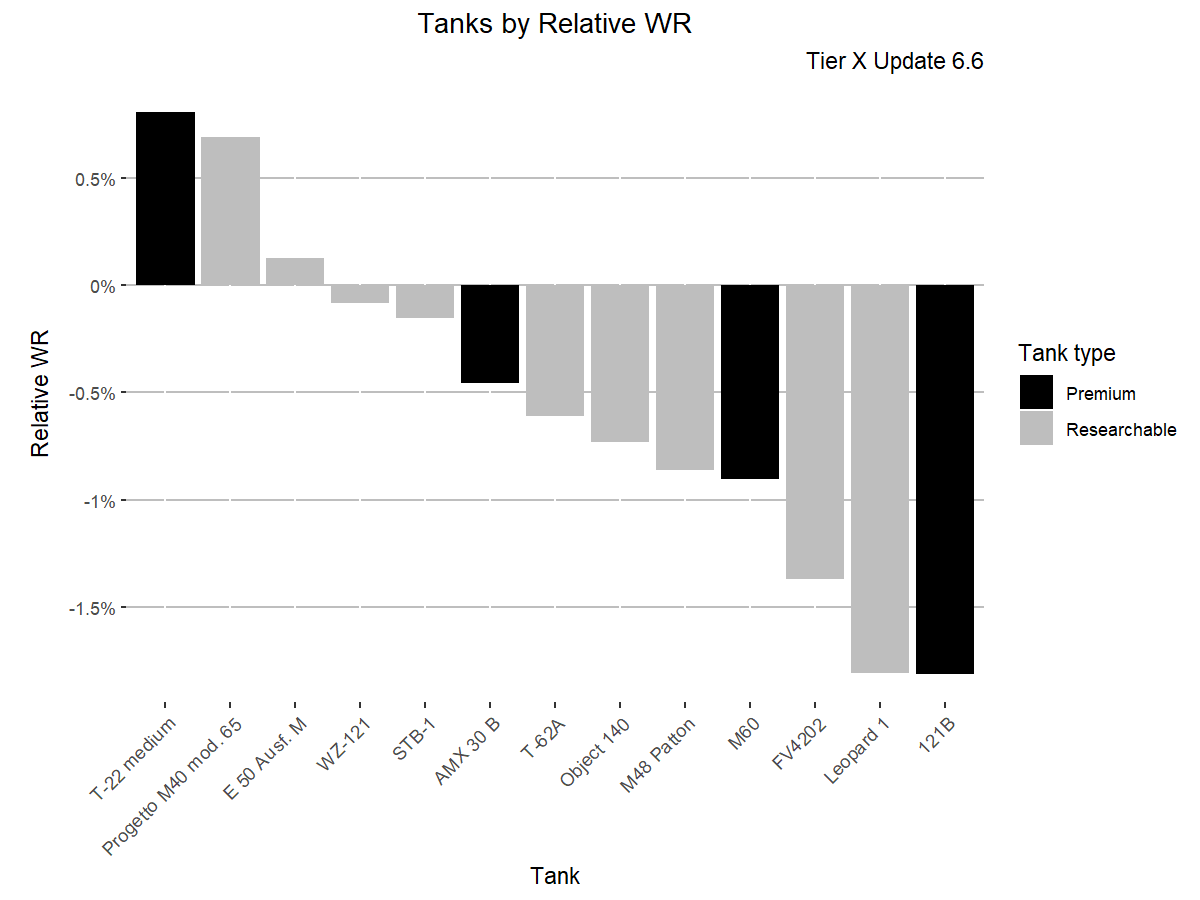 Tanks by Relative WR
Tier X Update 6.6
0.5%
0%
-0.5%
-1%
-1.5%
Relative WR
T-22 medium
Progetto M40 mod. 65
E 50 Ausf. M
WZ-121
STB-1
AMX 30 B
T-62A
Object 140
M48 Patton
M60
FV4202
Leopard 1
121B
Tank
Tank type
Premium
Researchable